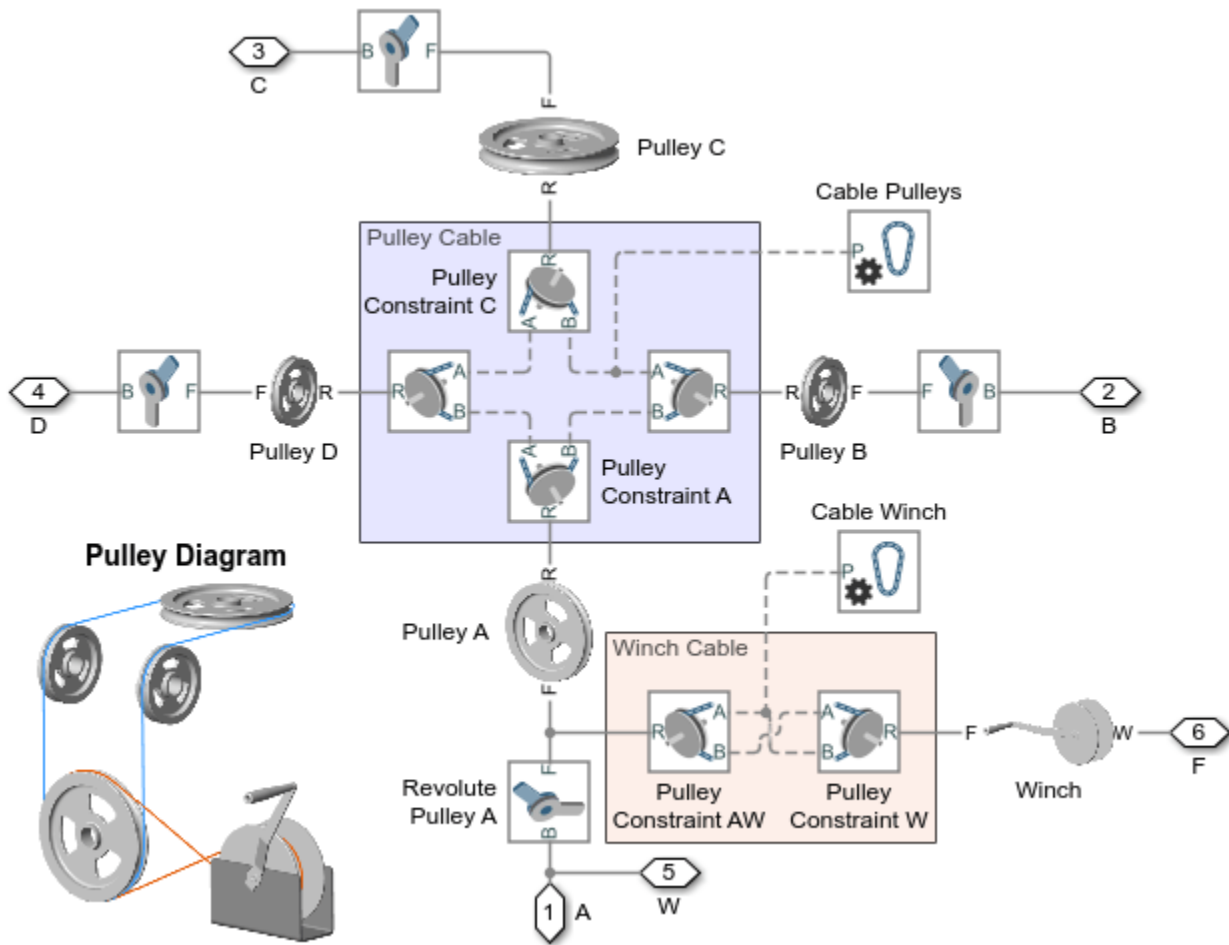 3
C
B
F
F
Pulley C
R
Cable Pulleys
P
Pulley Cable
R
Pulley
Constraint C
A
B
4
D
B
F
F
R
Pulley D
R
A
B
A
B
R
R
F
Pulley B
F
B
2
B
A
B
R
Pulley
Constraint A
Cable Winch
P
R
Pulley A
F
Pulley Diagram
Winch Cable
R
A
B
A
B
R
Pulley
Constraint AW
Pulley
Constraint W
F
W
Winch
6
F
Revolute
Pulley A
F
B
5
W
1
A